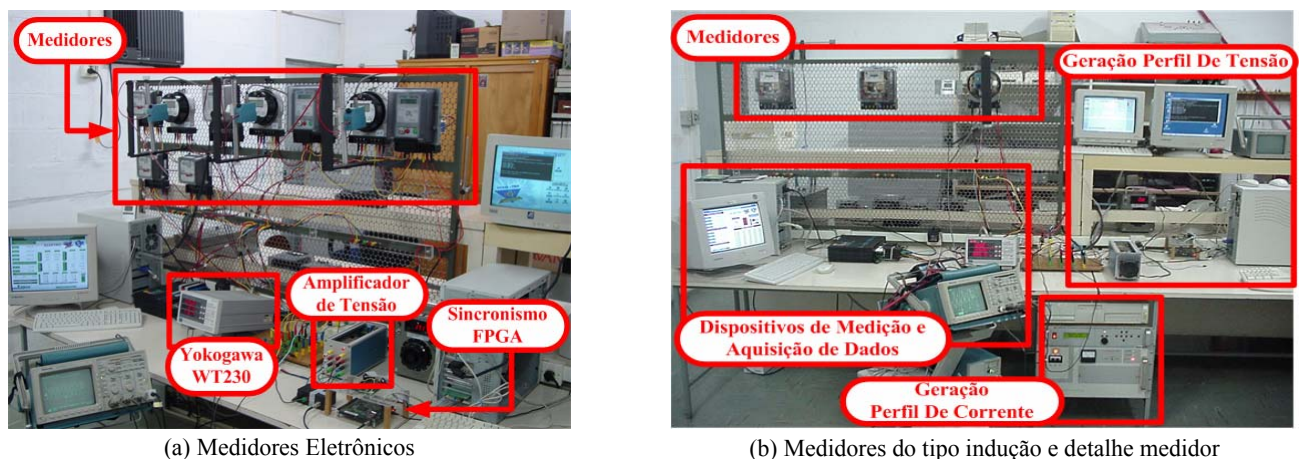 Medidores
Amplificador
de Tensão
Sincronismo
FPGA
Yokogawa
WT230
(a) Medidores Eletrônicos
Medidores
Geração Perfil De Tensão
Dispositivos de Medição e
Aquisição de Dados
Geração
Perfil De Corrente
(b) Medidores do tipo indução e detalhe medidor